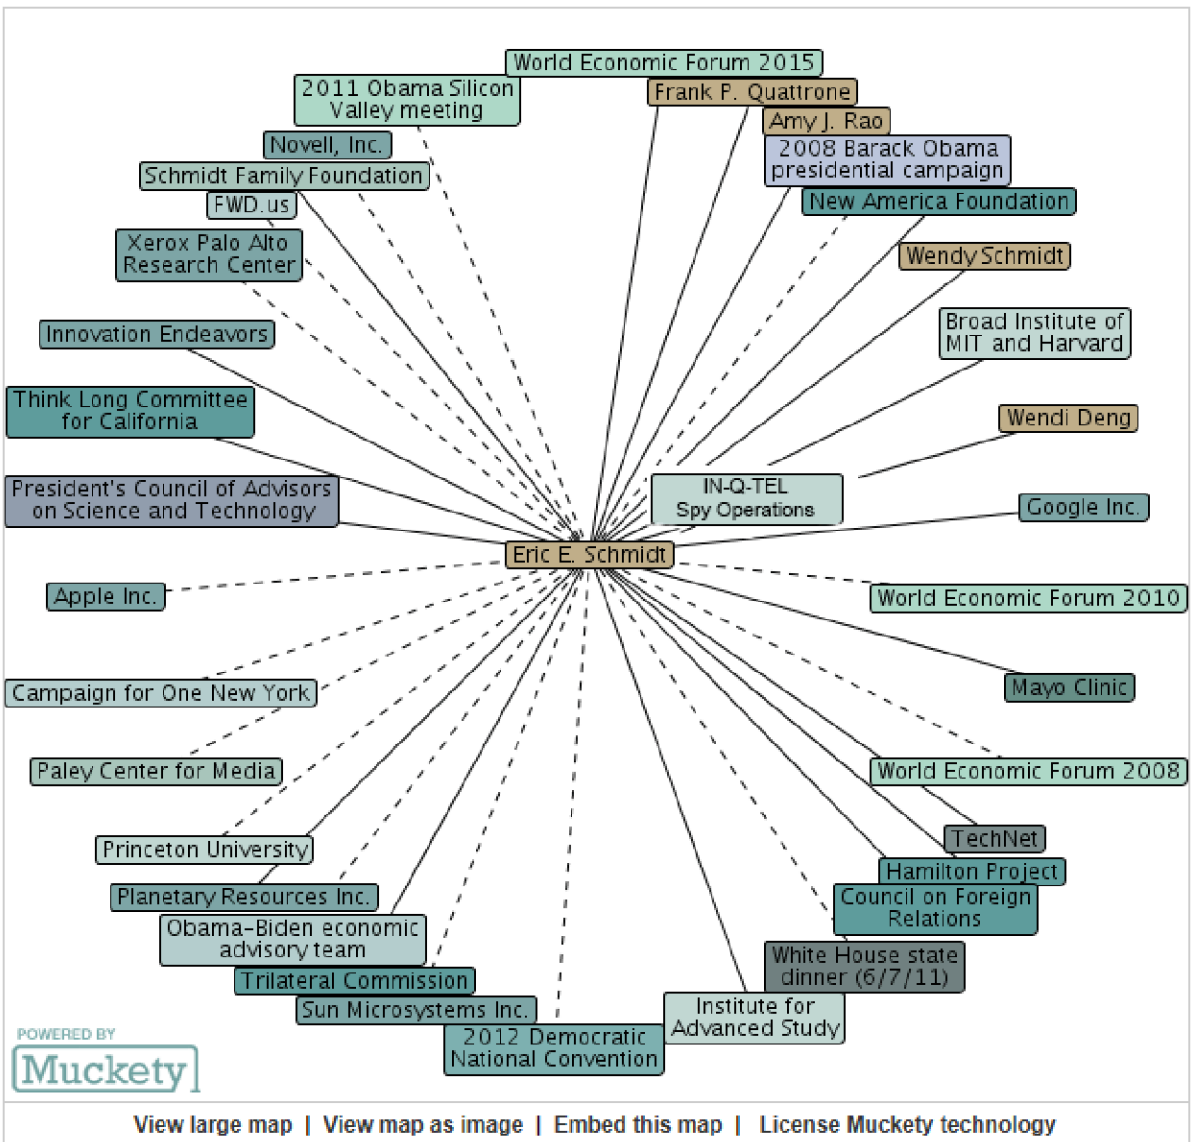 World Economic Forum 2015
2011 Obama Silicon
Valley meeting
Frank P. Quattrone
Amy J. Rao
Novell, Inc.
2008 Barack Obama
presidential campaign
Schmidt Family Foundation
FWD.us
New America Foundation
Xerox Palo Alto
Research Center
Wendy Schmidt
Innovation Endeavors
Broad Institute of
MIT and Harvard
Think Long Committee
for California
Wendi Deng
President's Council of Advisors
on Science and Technology
IN-Q-TEL
Spy Operations
Google Inc.
Eric E. Schmidt
Apple Inc.
World Economic Forum 2010
Campaign for One New York
Mayo Clinic
Paley Center for Media
World Economic Forum 2008
Princeton University
TechNet
Hamilton Project
Planetary Resources Inc.
Council on Foreign
Relations
Obama-Biden economic
advisory team
White House state
dinner (6/7/11)
Trilateral Commission
Sun Microsystems Inc.
Institute for
Advanced Study
2012 Democratic
National Convention
POWERED BY
Muckety
View large map | View map as image | Embed this map | License Muckety technology